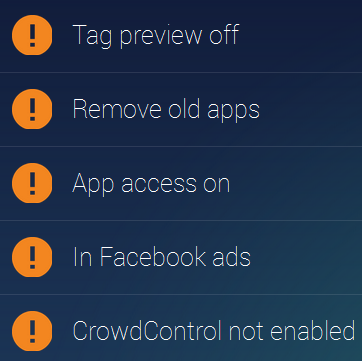 Tag preview off
Remove old apps
App access on
In Facebook ads
CrowdControl not enabled